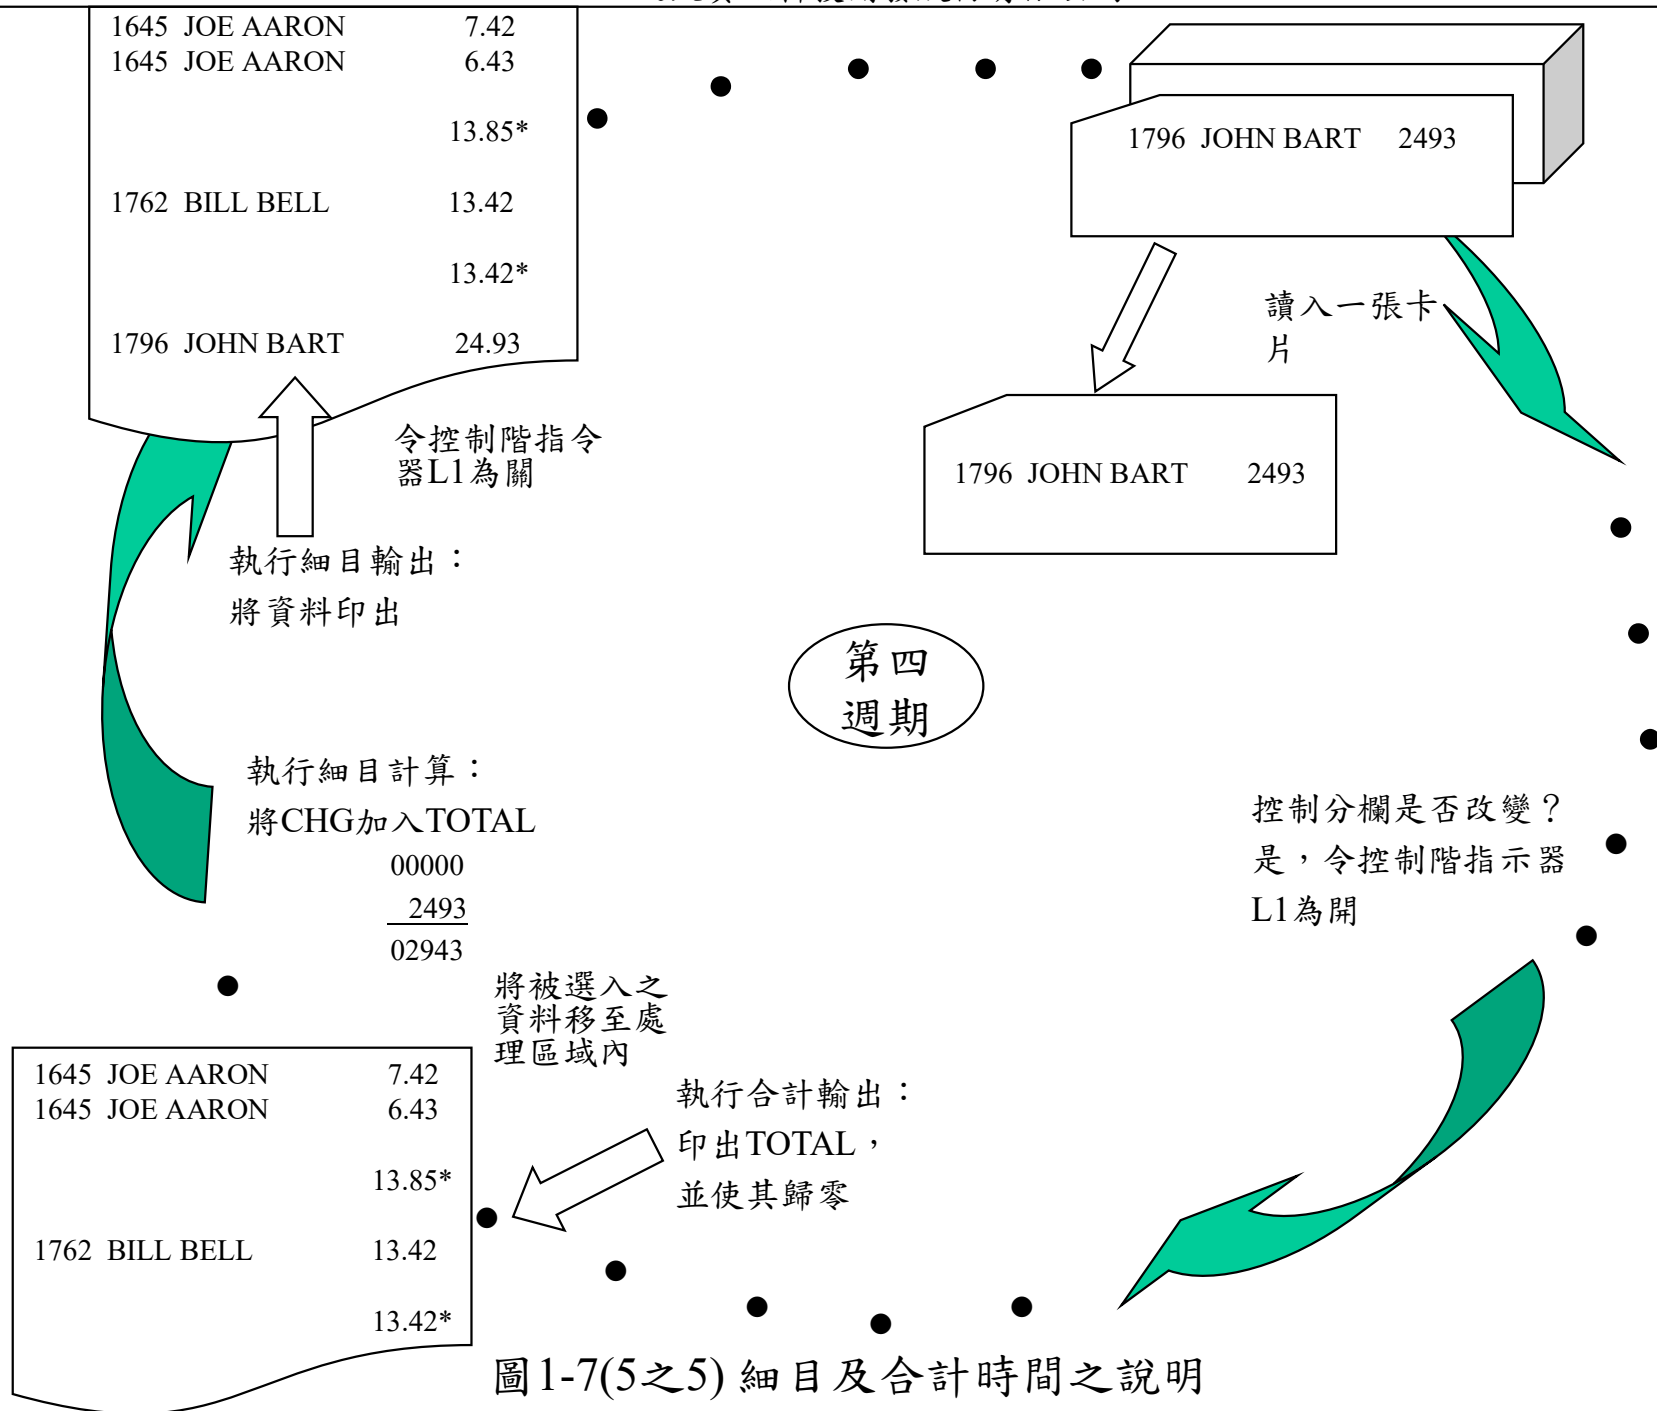 1645 JOE AARON 7.42
1645 JOE AARON 6.43
13.85*
1762 BILL BELL 13.42
13.42*
1796 JOHN BART 24.93
1796 JOHN BART 2493
讀入一張卡
片
1796 JOHN BART 2493
令控制階指令
器L1為關
執行細目輸出：
將資料印出
第四
週期
執行細目計算：
將CHG加入TOTAL
00000
2493
02943
控制分欄是否改變？
是，令控制階指示器
L1為開
將被選入之
資料移至處
理區域內
1645 JOE AARON 7.42
1645 JOE AARON 6.43
13.85*
1762 BILL BELL 13.42
13.42*
執行合計輸出：
印出TOTAL，
並使其歸零
圖1-7(5之5) 細目及合計時間之說明